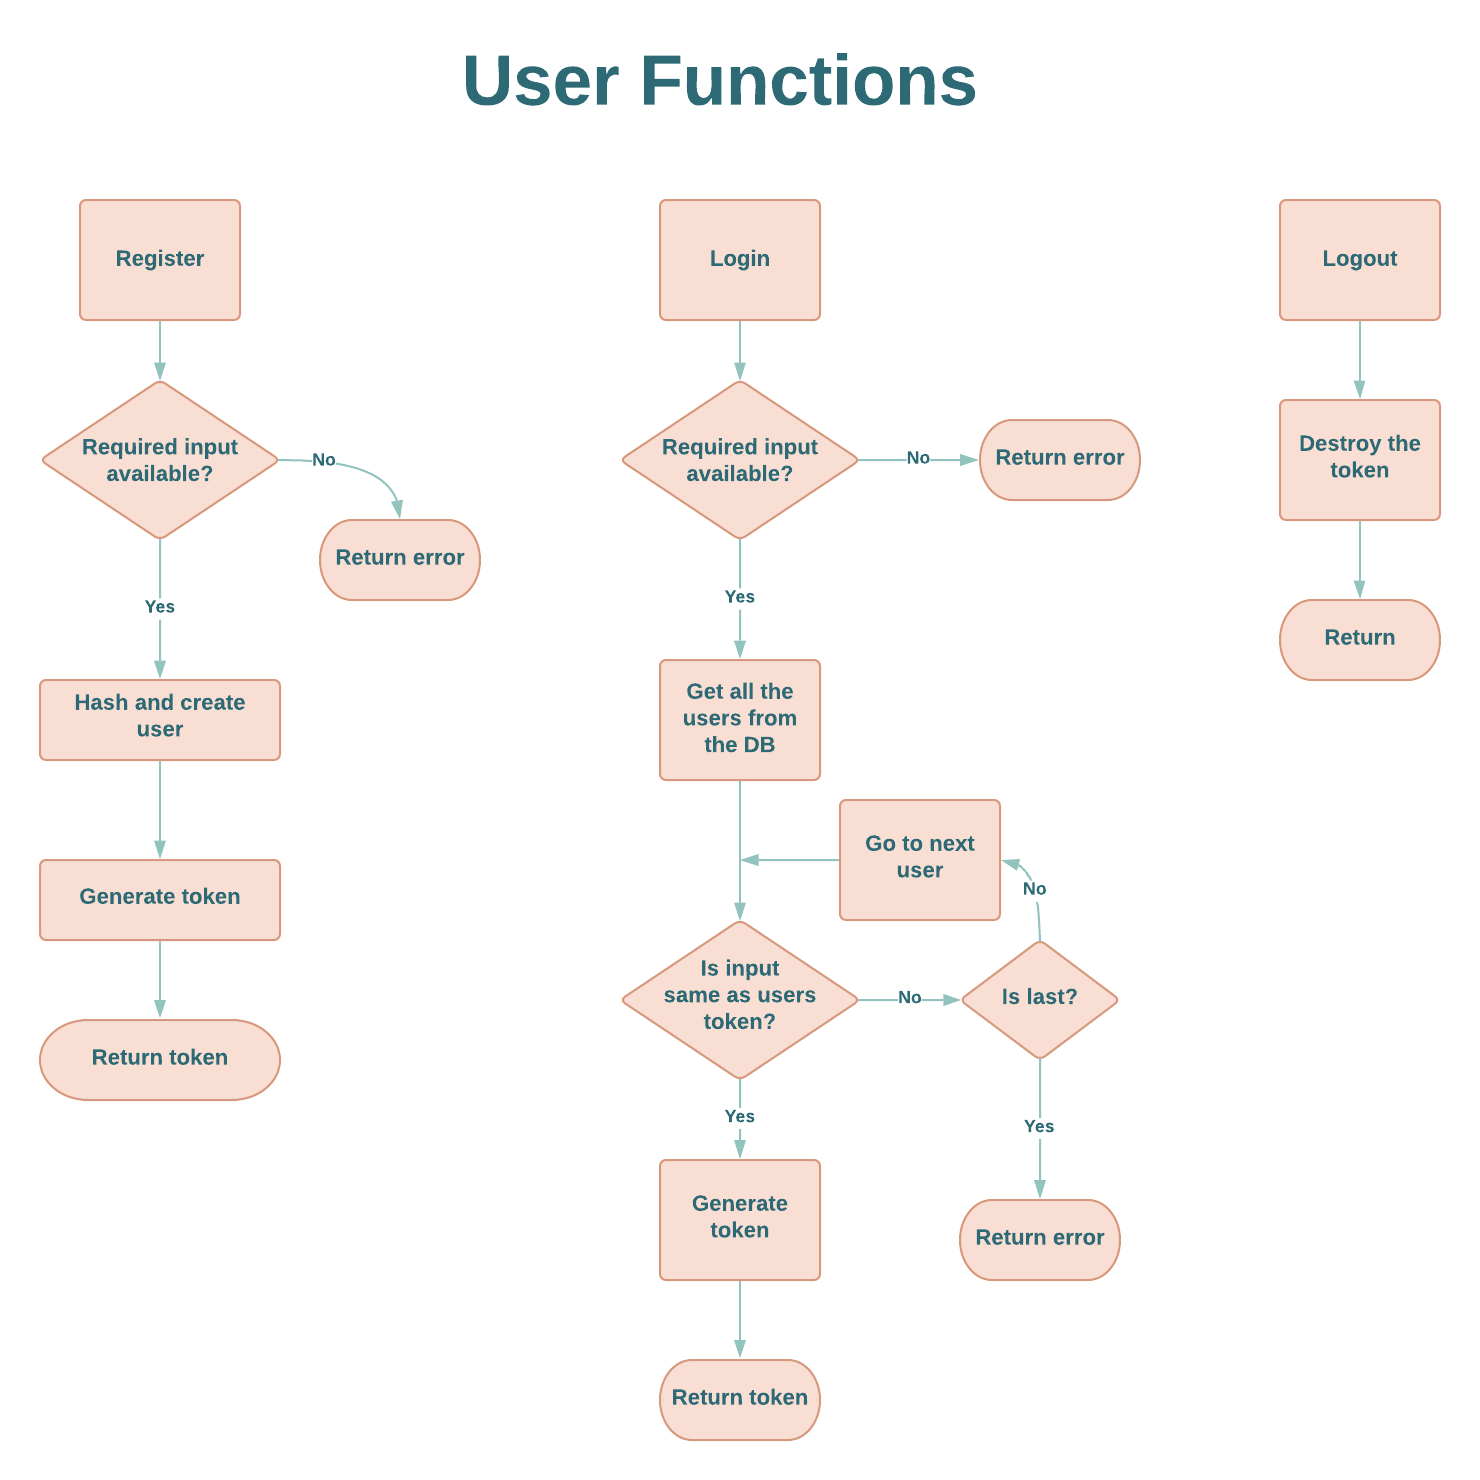 User Functions
Register
Required input
available?
No
Return error
Yes
Hash and create
user
Generate token
Return token
Login
Required input
available?
No
Return error
Yes
Get all the
users from
the DB
Go to next
user
No
Is input
same as users
token?
No
Is last?
Yes
Generate
token
Yes
Return error
Return token
Logout
Destroy the
token
Return